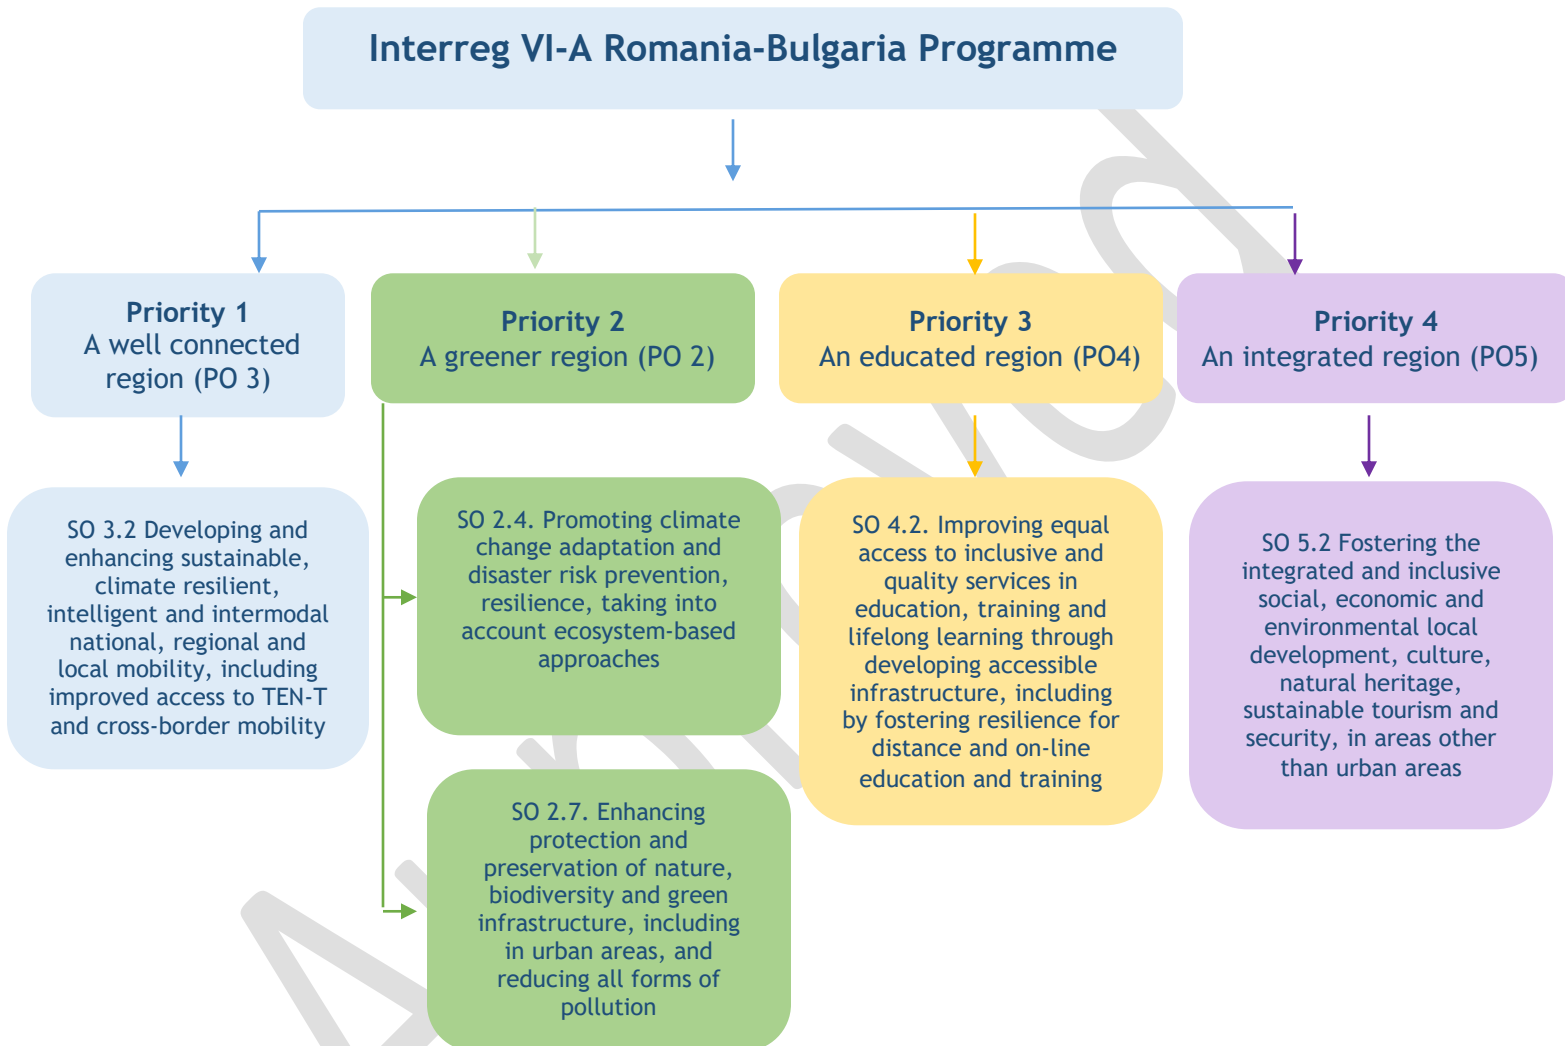 Interreg VI-A Romania-Bulgaria Programme
Priority 1
A well connected
region (PO 3)
Priority 2
A greener region (PO 2)
Priority 3
An educated region (PO4)
Priority 4
An integrated region (PO5)
SO 3.2 Developing and
enhancing sustainable,
climate resilient,
intelligent and intermodal
national, regional and
local mobility, including
improved access to TEN-T
and cross-border mobility
SO 2.4. Promoting climate
change adaptation and
disaster risk prevention,
resilience, taking into
account ecosystem-based
approaches
SO 2.7. Enhancing
protection and
preservation of nature,
biodiversity and green
infrastructure, including
in urban areas, and
reducing all forms of
pollution
SO 4.2. Improving equal
access to inclusive and
quality services in
education, training and
lifelong learning through
developing accessible
infrastructure, including
by fostering resilience for
distance and on-line
education and training
SO 5.2 Fostering the
integrated and inclusive
social, economic and
environmental local
development, culture,
natural heritage,
sustainable tourism and
security, in areas other
than urban areas